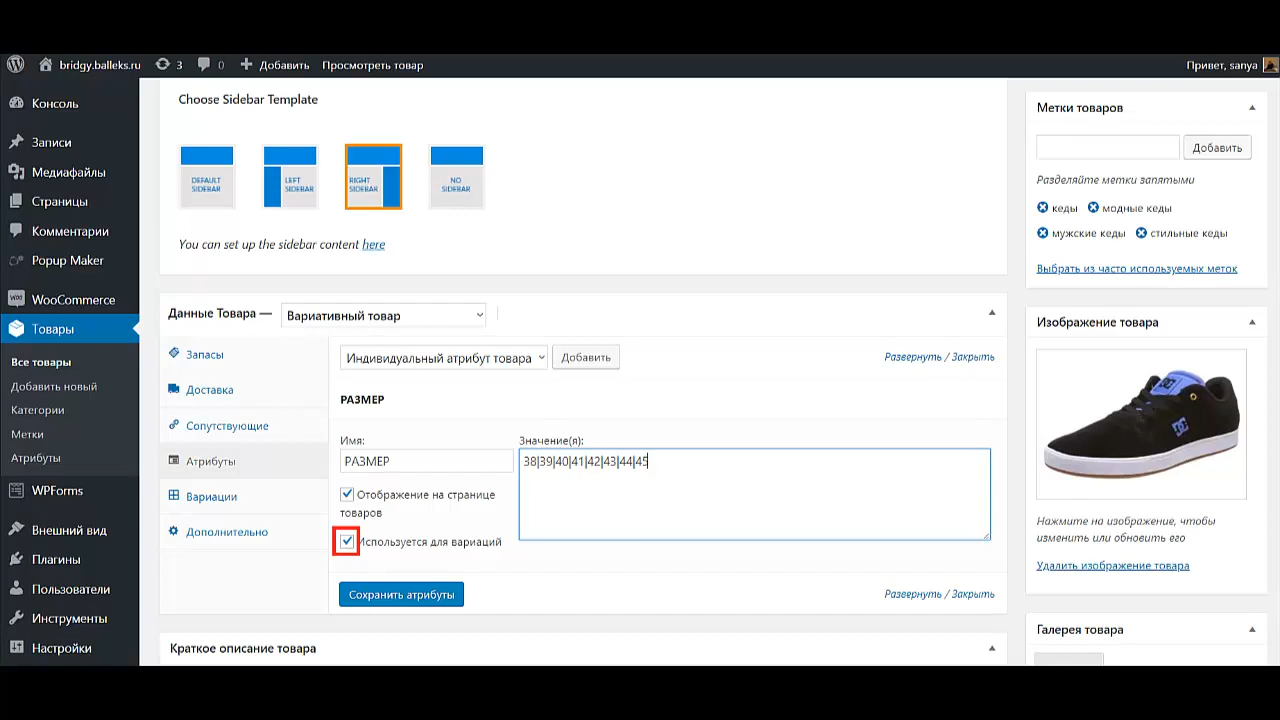 bridgy.balleks.ru
3
0
Добавить
Просмотреть товар
Привет, sanya
Консоль
Записи
Медиафайлы
Страницы
Комментарии
Popup Maker
WooCommerce
Товары
Все товары
Добавить новый
Категории
Метки
Атрибуты
WPForms
Внешний вид
Плагины
Пользователи
Инструменты
Настройки
Choose Sidebar Template
DEFAULT
SIDEBAR
LEFT
SIDEBAR
RIGHT
SIDEBAR
NO
SIDEBAR
You can set up the sidebar content here
Данные Товара —
Вариативный товар
Запасы
Доставка
Сопутствующие
Атрибуты
Вариации
Дополнительно
Индивидуальный атрибут товара
Добавить
Развернуть / Закрыть
РАЗМЕР
Имя:
РАЗМЕР
Значение(я):
38|39|40|41|42|43|44|45
Отображение на странице
товаров
Используется для вариаций
Сохранить атрибуты
Развернуть / Закрыть
Краткое описание товара
Метки товаров
Добавить
Разделяйте метки запятыми
кеды
модные кеды
мужские кеды
стильные кеды
Выбрать из часто используемых меток
Изображение товара
DC
Нажмите на изображение, чтобы
изменить или обновить его
Удалить изображение товара
Галерея товара